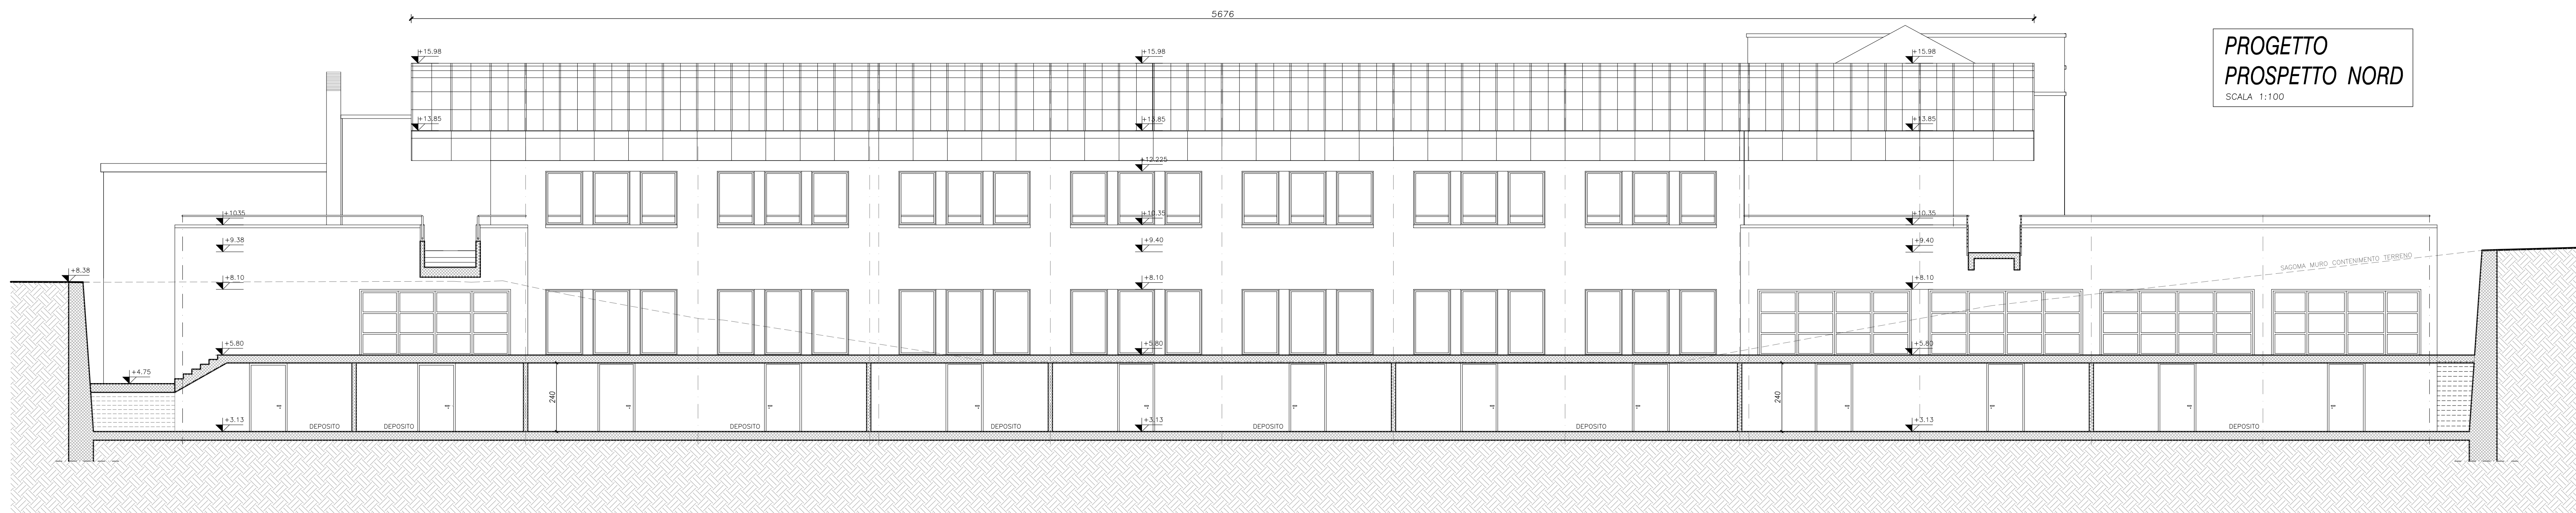 5676
PROGETTO
PROSPETTO NORD
SCALA 1:100
+15.98
+15.98
+15.98
+13.85
+13.85
+13.85
+12.225
+1035
+10.35
+10.35
+9.38
+9.40
+9.40
SAGOMA MURO CONTENIMENTO TERRENO
+8.38
+8.10
+8.10
+8.10
+5.80
+5.80
+5.80
+4.75
240
240
+3.13
+3.13
+3.13
DEPOSITO
DEPOSITO
DEPOSITO
DEPOSITO
DEPOSITO
DEPOSITO
DEPOSITO